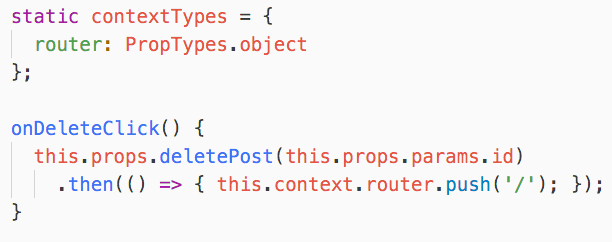 static contextTypes = {
  router: PropTypes.object
};

onDeleteClick() {
  this.props.deletePost(this.props.params.id)
    .then(() => { this.context.router.push('/'); });
}